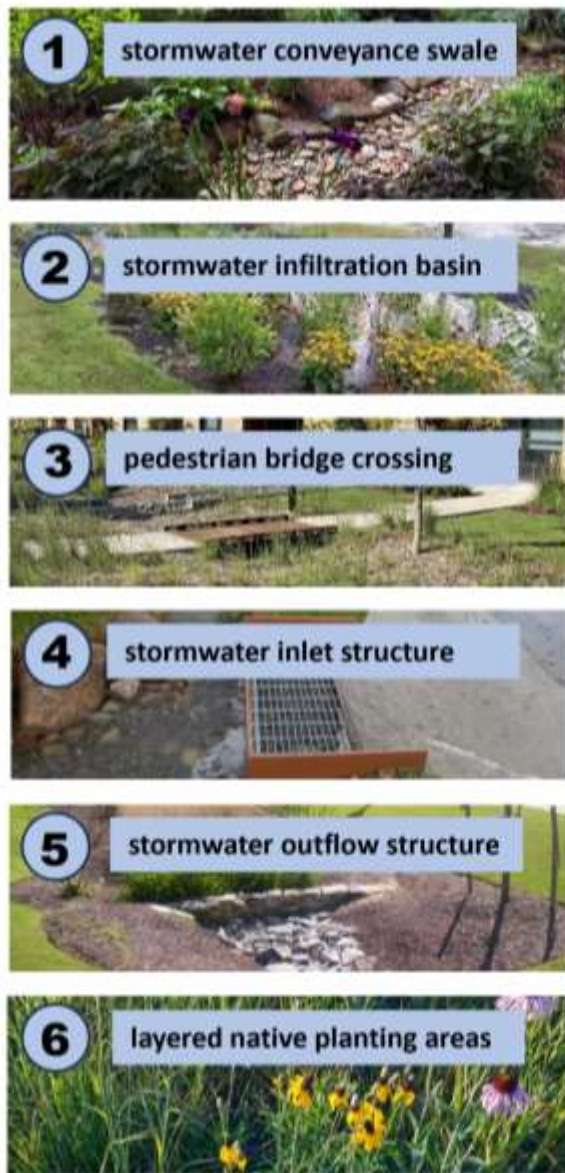 1 stormwater conveyance swale
2 stormwater infiltration basin
3 pedestrian bridge crossing
4 stormwater inlet structure
5 stormwater outflow structure
6 layered native planting areas